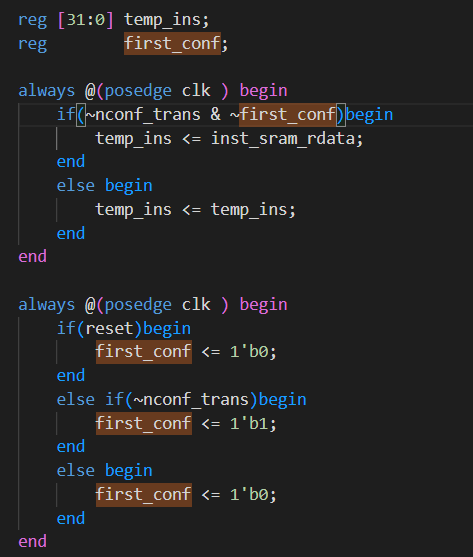 reg [31:0] temp_ins;
reg        first_conf;

always @(posedge clk ) begin
    if(~nconf_trans & ~first_conf)begin
        temp_ins <= inst_sram_rdata;
    end
    else begin
        temp_ins <= temp_ins;
    end
end

always @(posedge clk ) begin
    if(reset)begin
        first_conf <= 1'b0;
    end
    else if(~nconf_trans)begin
        first_conf <= 1'b1;
    end
    else begin
        first_conf <= 1'b0;
    end
end